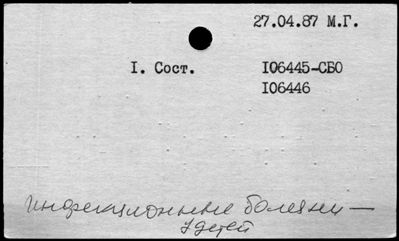 27.04.87 М.Г.
I. Сост. I06445-СБО
I06446
Инфекционные болезни —
у детей